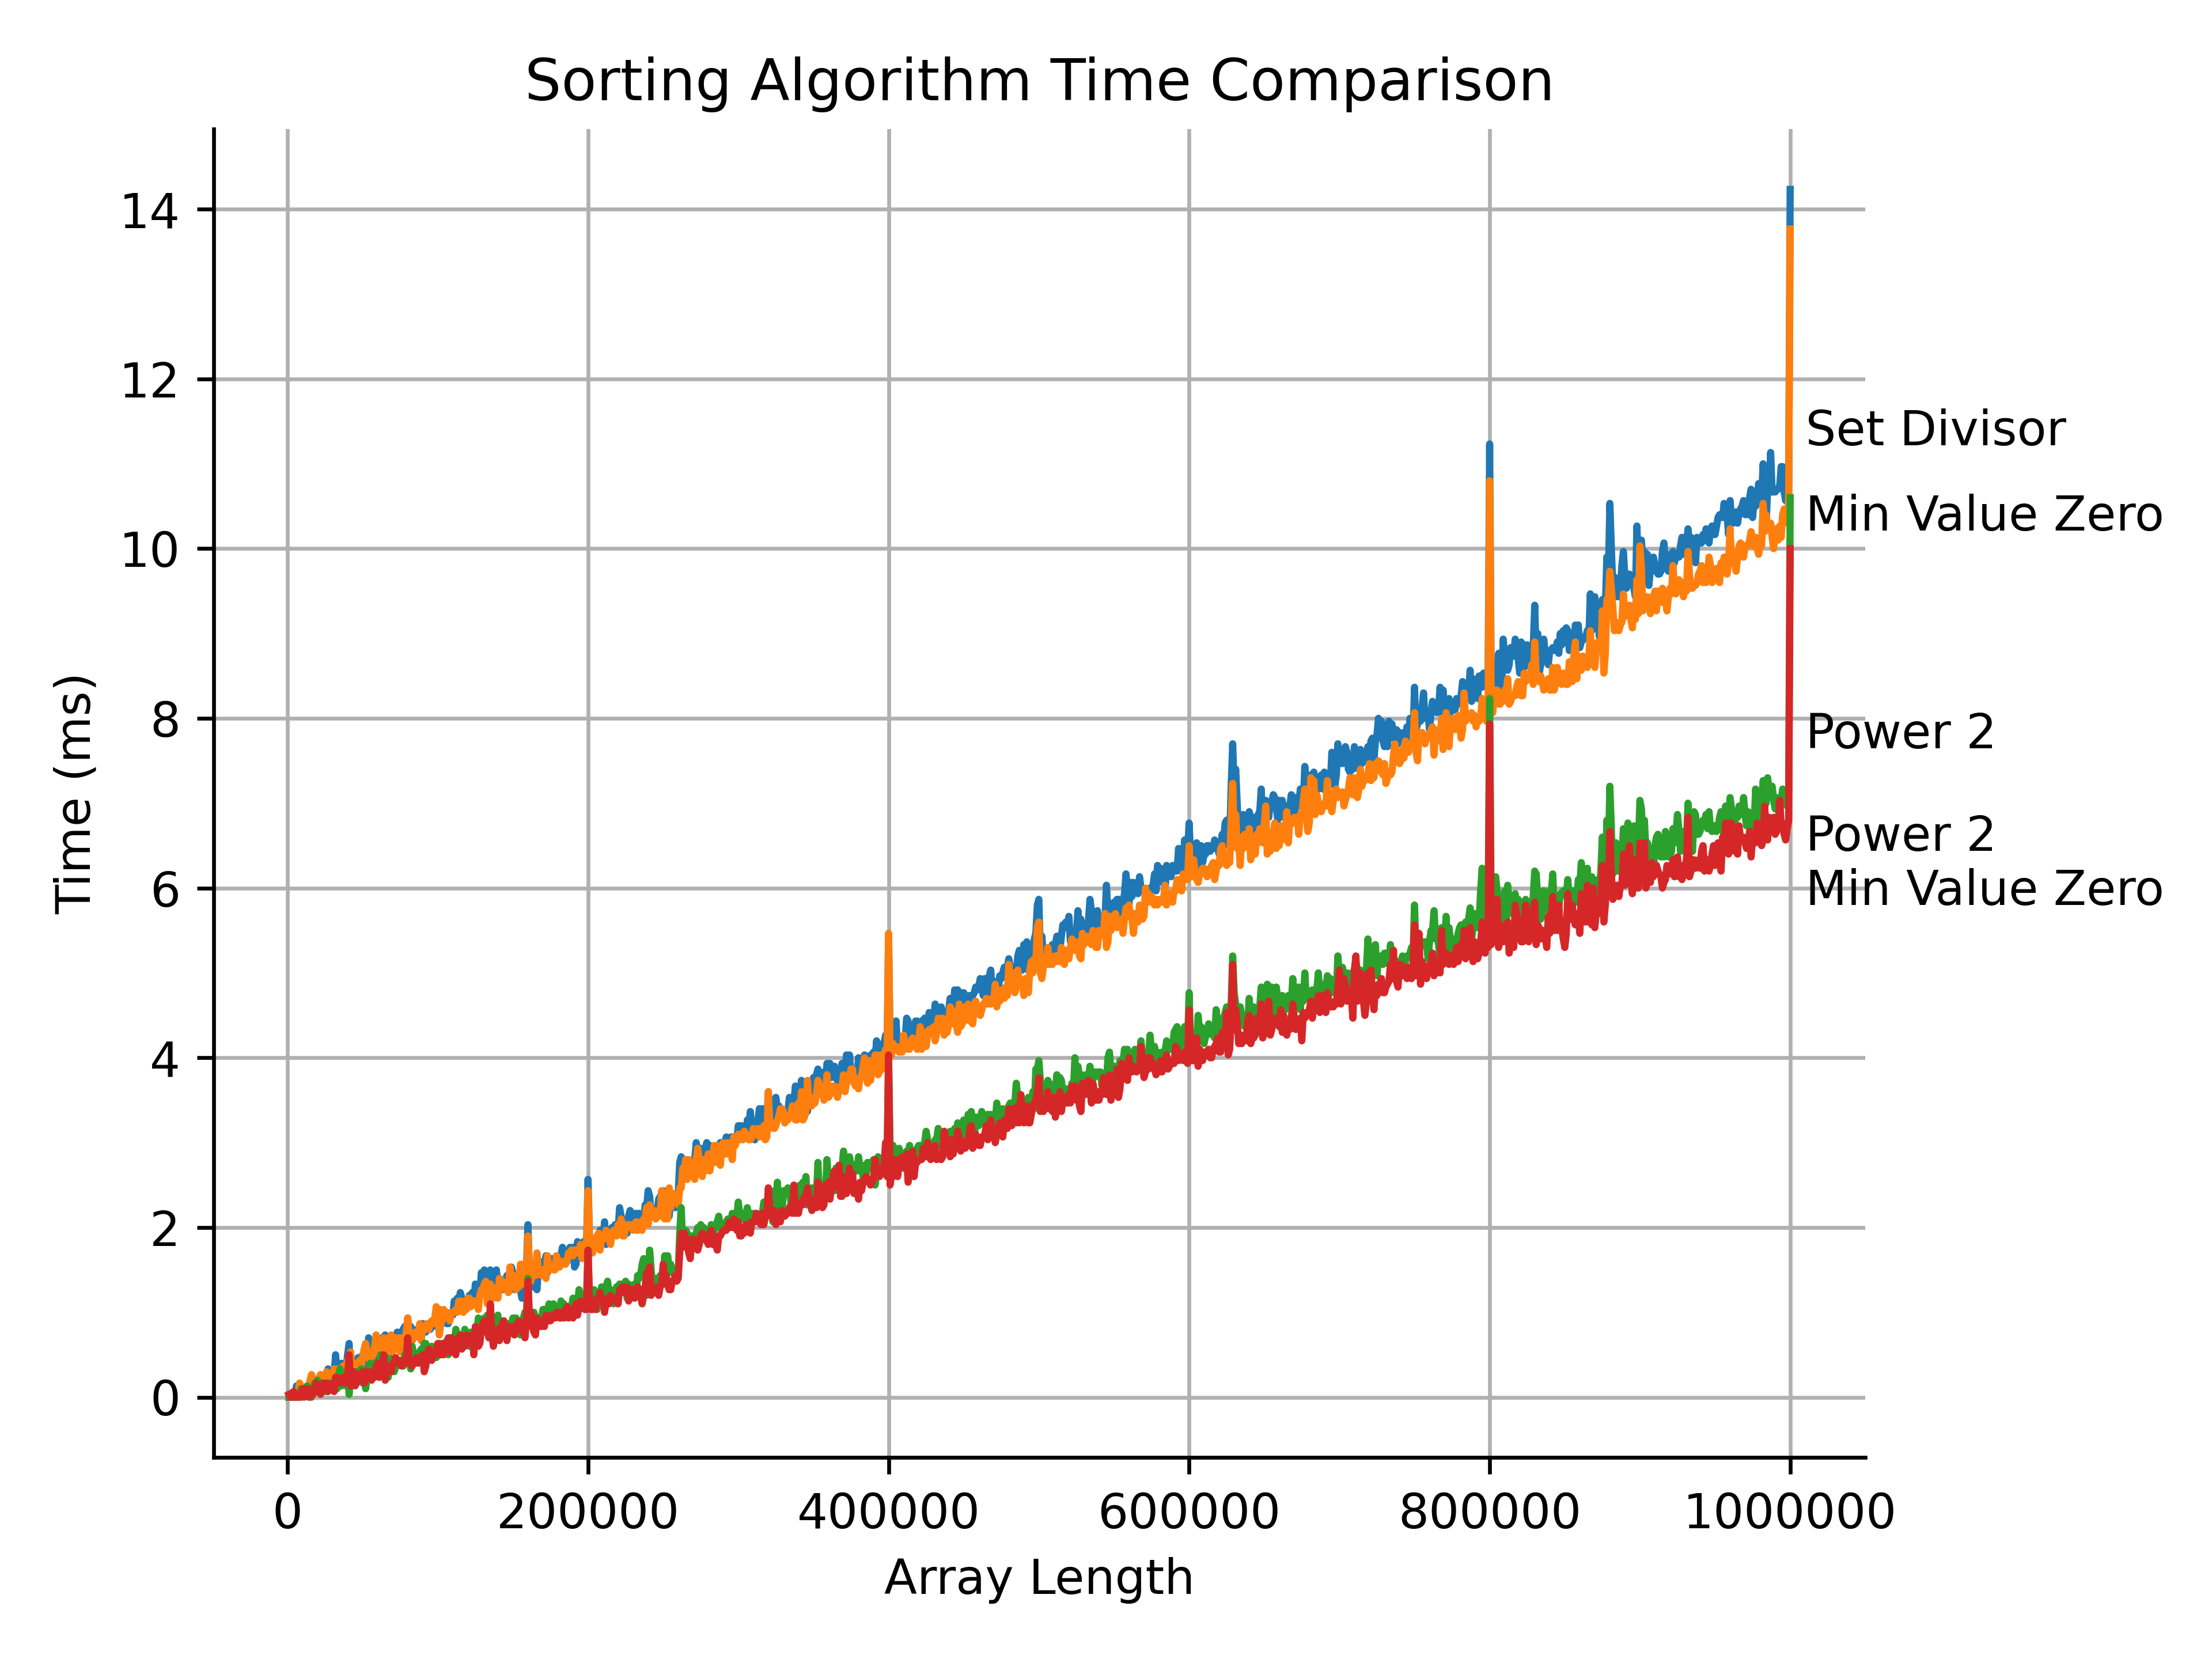 Sorting Algorithm Time Comparison
14
12
10
8
6
4
2
0
Time (ms)
Set Divisor
Min Value Zero
Power 2
Power 2
Min Value Zero
0
200000
400000
600000
800000
1000000
Array Length